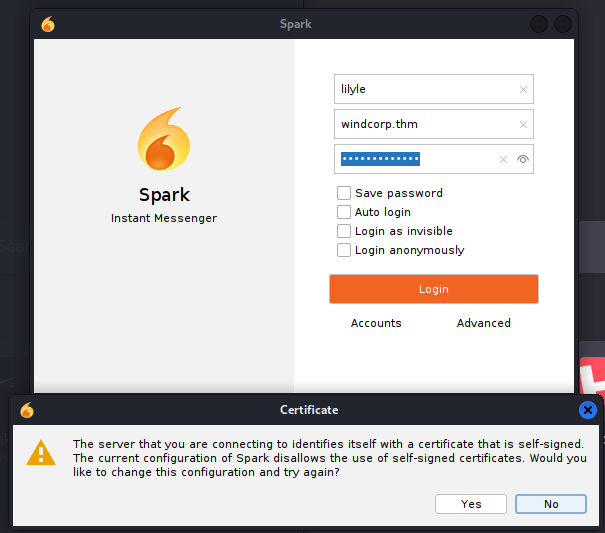 Spark
lilyle
windcorp.thm
••••••••••••••
Spark
Instant Messenger
Save password
Auto login
Login as invisible
Login anonymously
Login
Accounts
Advanced
Certificate
The server that you are connecting to identifies itself with a certificate that is self-signed.
The current configuration of Spark disallows the use of self-signed certificates. Would you
like to change this configuration and try again?
Yes
No